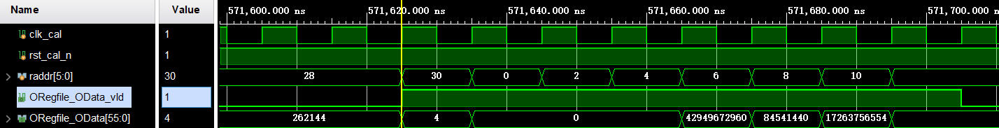 Name Value 571,600.000 ns 571,620.000 ns 571,640.000 ns 571,660.000 ns 571,680.000 ns 571,700.000
clk_cal 1
rst_cal_n 1
raddr[5:0] 30 28 30 0 2 4 6 8 10
ORegfile_OData_vld 1
ORegfile_OData[55:0] 4 262144 4 0 42949672960 84541440 17263756554